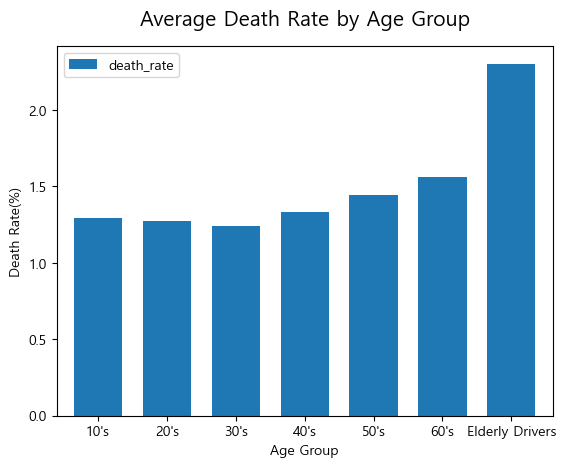 Average Death Rate by Age Group
death_rate
Death Rate(%)
2.0
1.5
1.0
0.5
0.0
10's 20's 30's 40's 50's 60's Elderly Drivers
Age Group